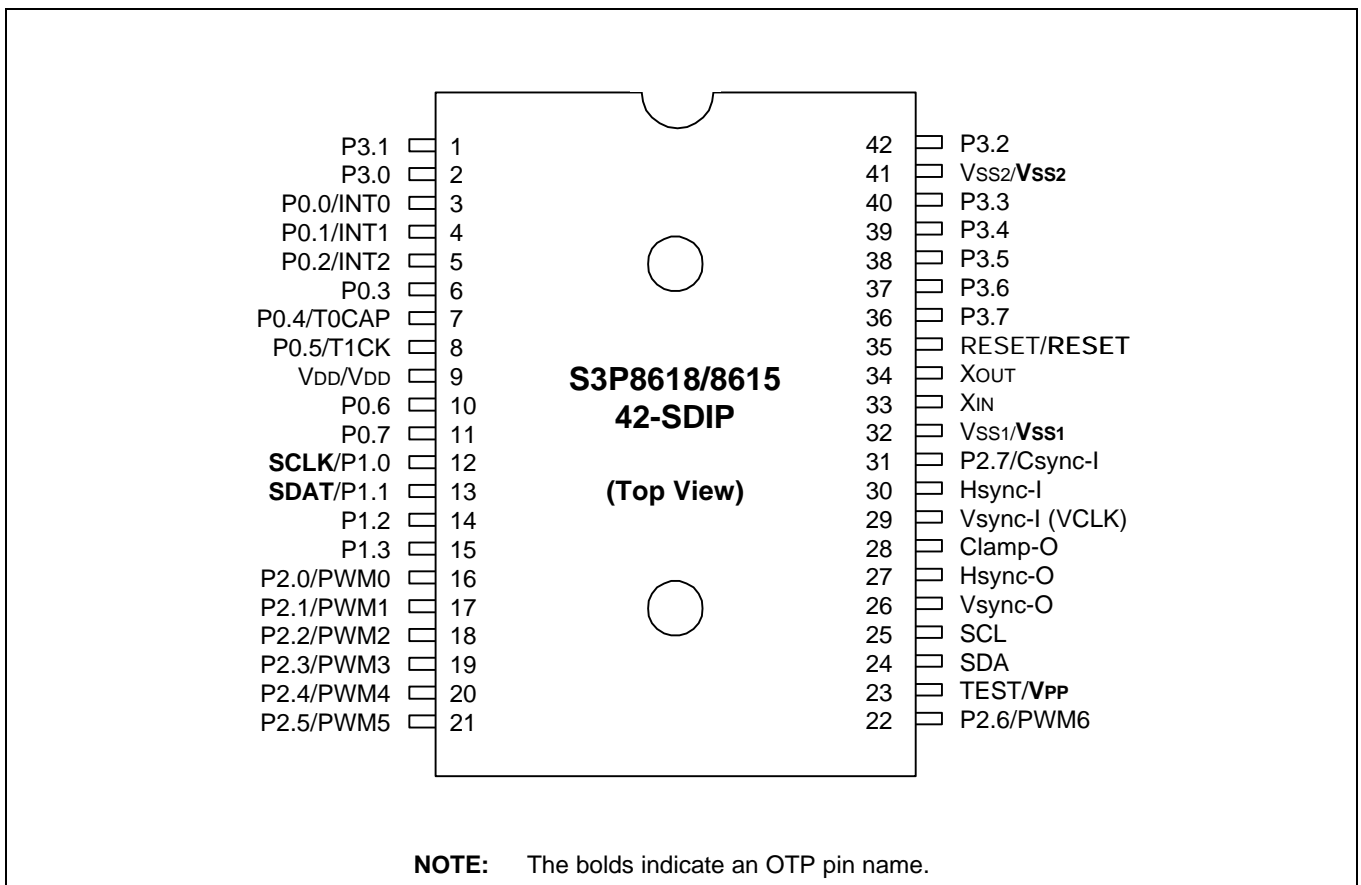 P3.1 1
P3.0 2
P0.0/INT0 3
P0.1/INT1 4
P0.2/INT2 5
P0.3 6
P0.4/T0CAP 7
P0.5/T1CK 8
VDD/VDD 9
P0.6 10
P0.7 11
SCLK/P1.0 12
SDAT/P1.1 13
P1.2 14
P1.3 15
P2.0/PWM0 16
P2.1/PWM1 17
P2.2/PWM2 18
P2.3/PWM3 19
P2.4/PWM4 20
P2.5/PWM5 21
S3P8618/8615
42-SDIP
(Top View)
42 P3.2
41 VSS2/VSS2
40 P3.3
39 P3.4
38 P3.5
37 P3.6
36 P3.7
35 RESET/RESET
34 XOUT
33 XIN
32 VSS1/VSS1
31 P2.7/Csync-I
30 Hsync-I
29 Vsync-I (VCLK)
28 Clamp-O
27 Hsync-O
26 Vsync-O
25 SCL
24 SDA
23 TEST/VPP
22 P2.6/PWM6
NOTE: The bolds indicate an OTP pin name.